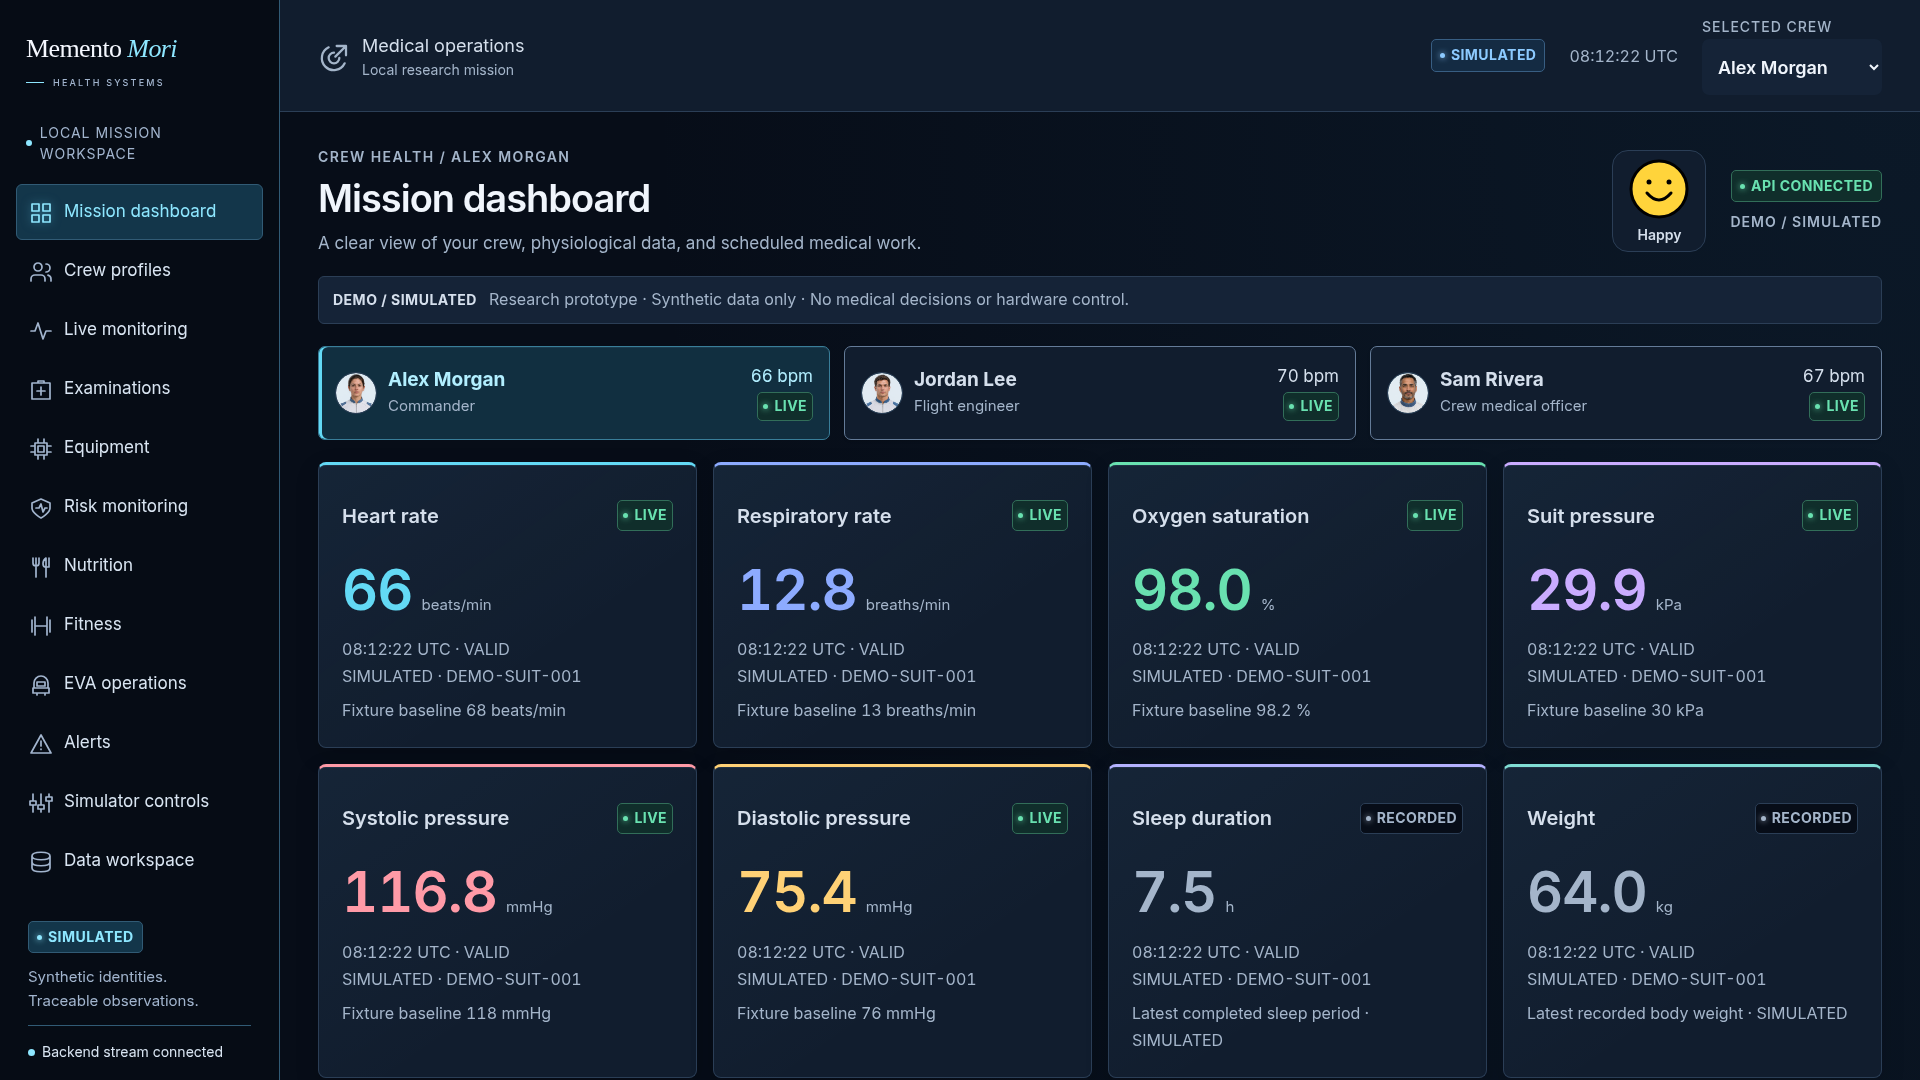 Memento Mori
HEALTH SYSTEMS
LOCAL MISSION
WORKSPACE
Mission dashboard
Crew profiles
Live monitoring
Examinations
Equipment
Risk monitoring
Nutrition
Fitness
EVA operations
Alerts
Simulator controls
Data workspace
SIMULATED
Synthetic identities.
Traceable observations.
Backend stream connected
Medical operations
Local research mission
SIMULATED
08:12:22 UTC
SELECTED CREW
Alex Morgan
CREW HEALTH / ALEX MORGAN
Mission dashboard
A clear view of your crew, physiological data, and scheduled medical work.
Happy
API CONNECTED
DEMO / SIMULATED
DEMO / SIMULATED Research prototype · Synthetic data only · No medical decisions or hardware control.
Alex Morgan
Commander
66 bpm
LIVE
Jordan Lee
Flight engineer
70 bpm
LIVE
Sam Rivera
Crew medical officer
67 bpm
LIVE
Heart rate
LIVE
66 beats/min
08:12:22 UTC · VALID
SIMULATED · DEMO-SUIT-001
Fixture baseline 68 beats/min
Respiratory rate
LIVE
12.8 breaths/min
08:12:22 UTC · VALID
SIMULATED · DEMO-SUIT-001
Fixture baseline 13 breaths/min
Oxygen saturation
LIVE
98.0 %
08:12:22 UTC · VALID
SIMULATED · DEMO-SUIT-001
Fixture baseline 98.2 %
Suit pressure
LIVE
29.9 kPa
08:12:22 UTC · VALID
SIMULATED · DEMO-SUIT-001
Fixture baseline 30 kPa
Systolic pressure
LIVE
116.8 mmHg
08:12:22 UTC · VALID
SIMULATED · DEMO-SUIT-001
Fixture baseline 118 mmHg
Diastolic pressure
LIVE
75.4 mmHg
08:12:22 UTC · VALID
SIMULATED · DEMO-SUIT-001
Fixture baseline 76 mmHg
Sleep duration
RECORDED
7.5 h
08:12:22 UTC · VALID
SIMULATED · DEMO-SUIT-001
Latest completed sleep period ·
SIMULATED
Weight
RECORDED
64.0 kg
08:12:22 UTC · VALID
SIMULATED · DEMO-SUIT-001
Latest recorded body weight · SIMULATED